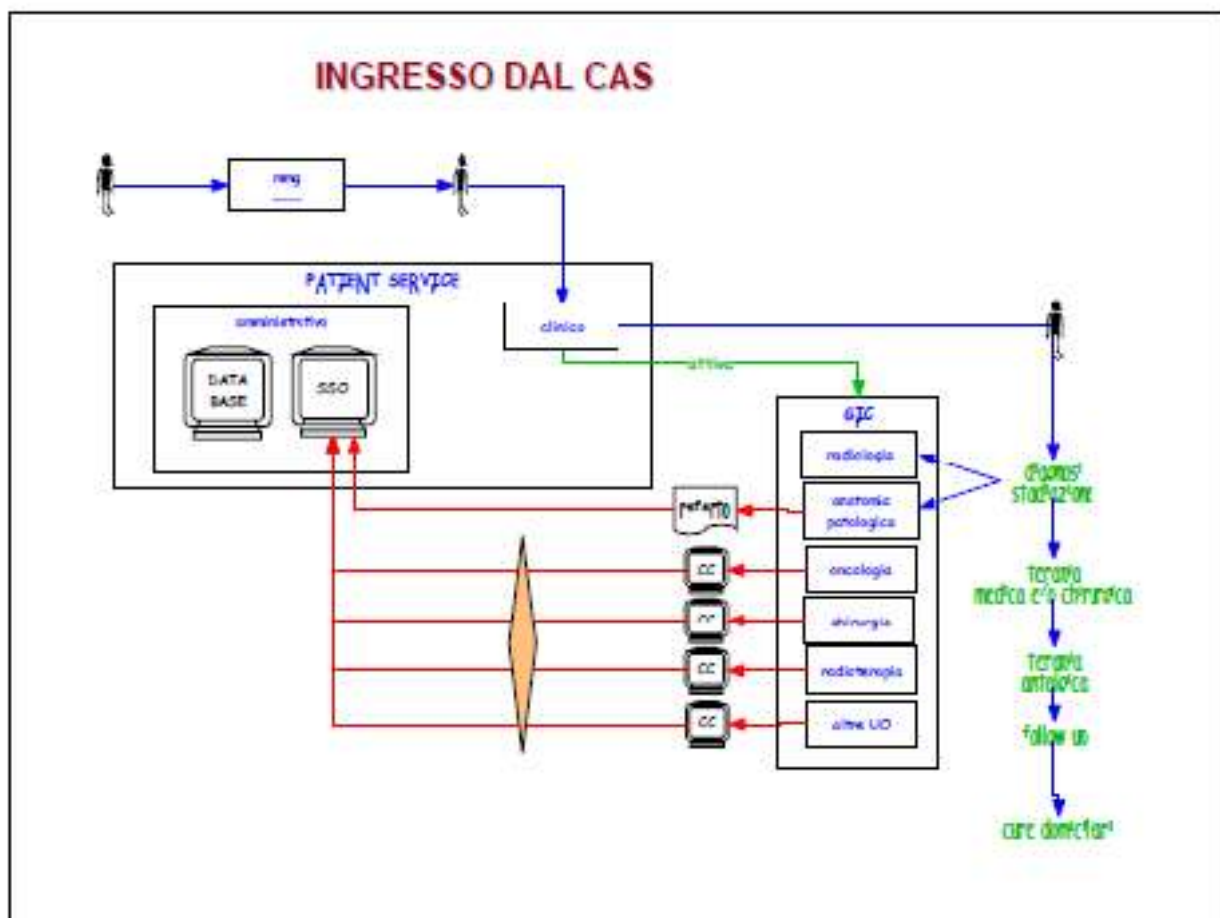 INGRESSO DAL CAS
mmg
PATIENT SERVICE
amministrativo
clinico
DATA
BASE
SSO
attiva
GIC
radiologia
anatomia
patologica
referto
oncologia
CC
chirurgia
CC
radioterapia
CC
altre UO
CC
diagnosi
stadiazione
terapia
medica e/o chirurgica
terapia
antalgica
follow up
cure domiciliari